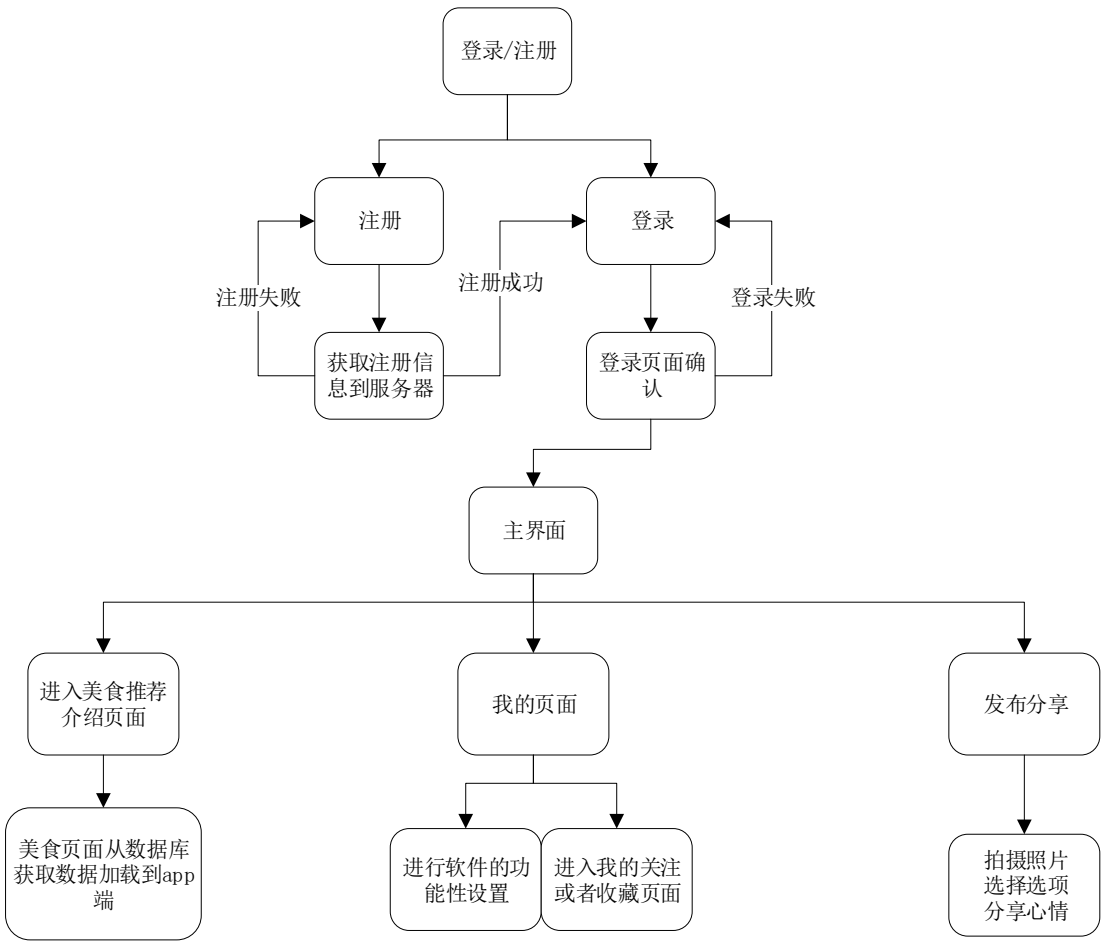 登录/注册
注册
登录
注册失败
注册成功
登录失败
获取注册信
息到服务器
登录页面确
认
主界面
进入美食推荐
介绍页面
我的页面
发布分享
美食页面从数据库
获取数据加载到app
端
进行软件的功
能性设置
进入我的关注
或者收藏页面
拍摄照片
选择选项
分享心情